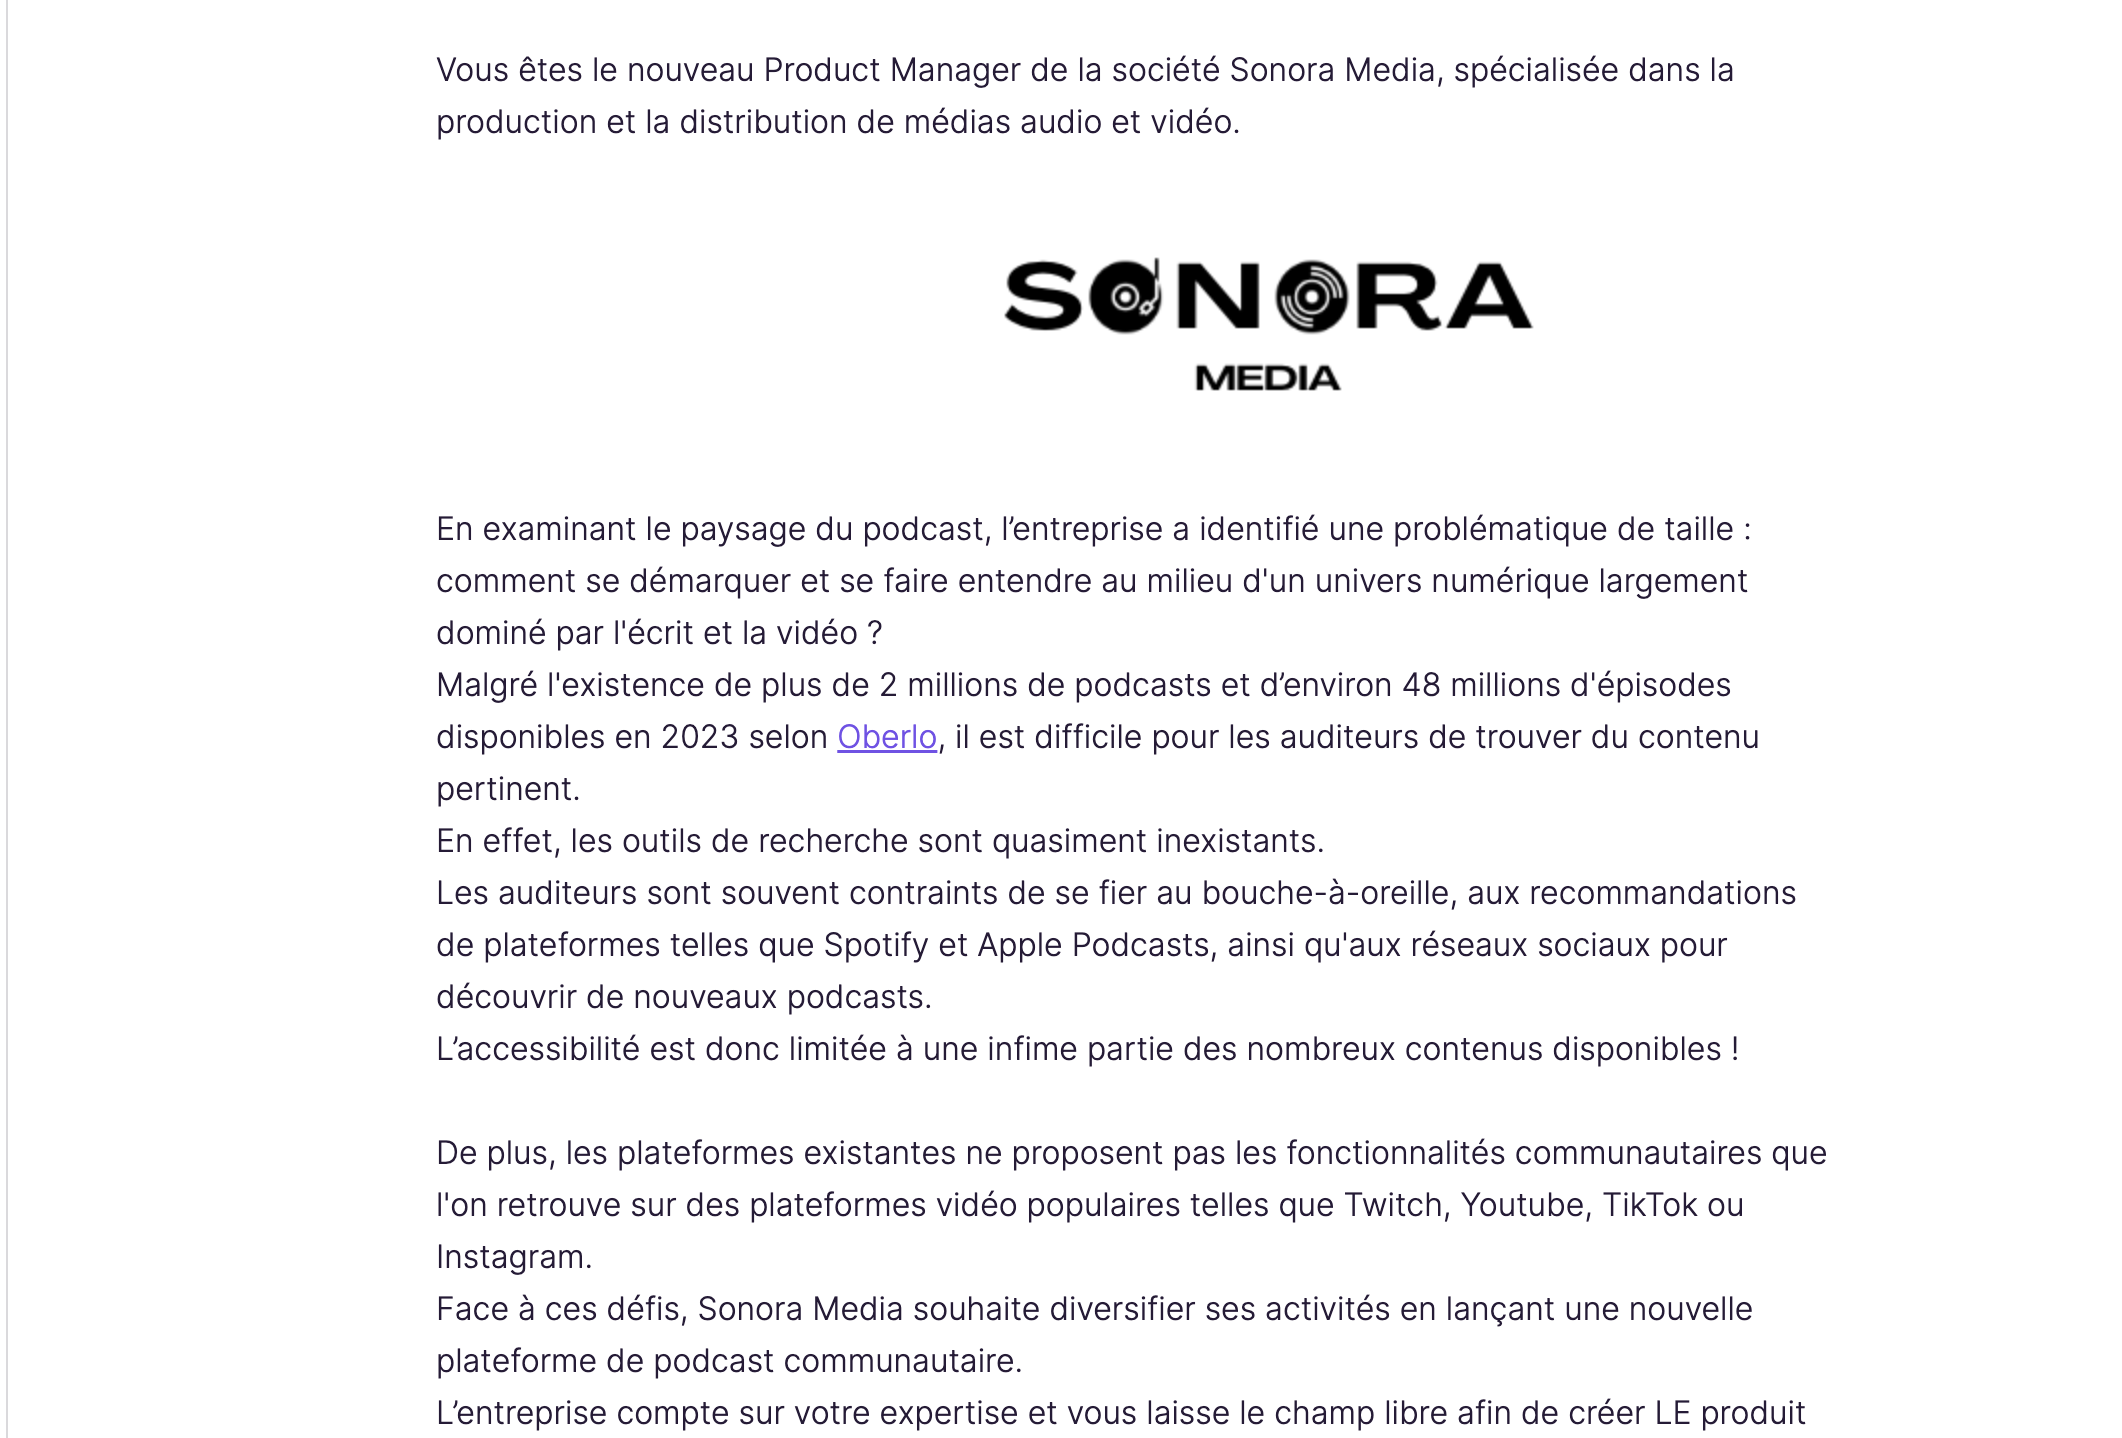 Vous êtes le nouveau Product Manager de la société Sonora Media, spécialisée dans la
production et la distribution de médias audio et vidéo.
SONORA
MEDIA
En examinant le paysage du podcast, l’entreprise a identifié une problématique de taille :
comment se démarquer et se faire entendre au milieu d'un univers numérique largement
dominé par l'écrit et la vidéo ?
Malgré l'existence de plus de 2 millions de podcasts et d’environ 48 millions d'épisodes
disponibles en 2023 selon Oberlo, il est difficile pour les auditeurs de trouver du contenu
pertinent.
En effet, les outils de recherche sont quasiment inexistants.
Les auditeurs sont souvent contraints de se fier au bouche-à-oreille, aux recommandations
de plateformes telles que Spotify et Apple Podcasts, ainsi qu'aux réseaux sociaux pour
découvrir de nouveaux podcasts.
L’accessibilité est donc limitée à une infime partie des nombreux contenus disponibles !
De plus, les plateformes existantes ne proposent pas les fonctionnalités communautaires que
l'on retrouve sur des plateformes vidéo populaires telles que Twitch, Youtube, TikTok ou
Instagram.
Face à ces défis, Sonora Media souhaite diversifier ses activités en lançant une nouvelle
plateforme de podcast communautaire.
L’entreprise compte sur votre expertise et vous laisse le champ libre afin de créer LE produit